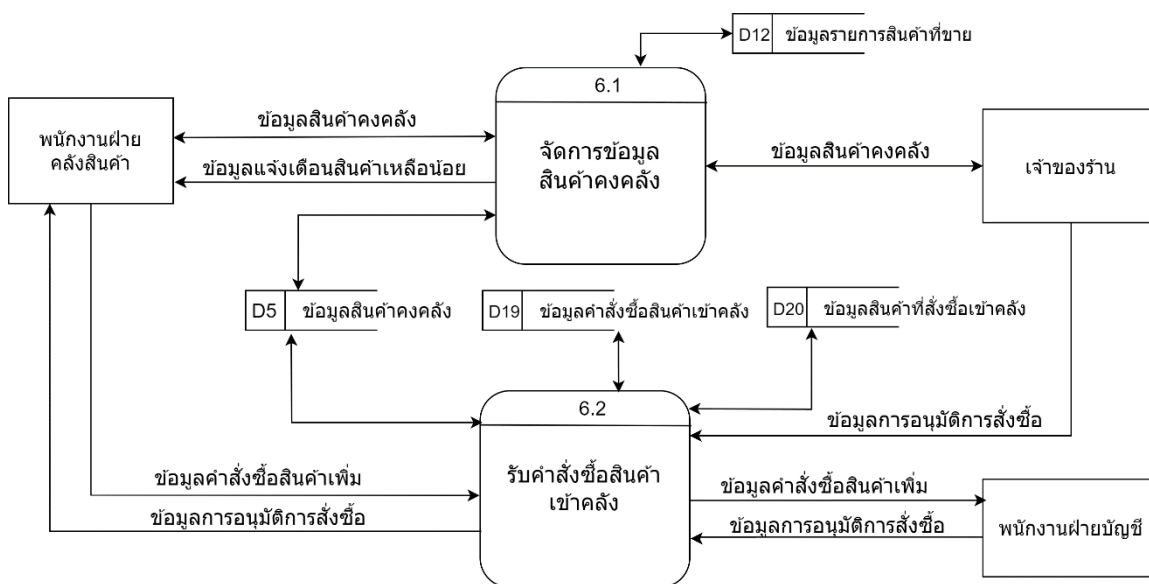 D12 ข้อมูลรายการสินค้าที่ขาย
6.1
จัดการข้อมูล
สินค้าคงคลัง
พนักงานฝ่าย
คลังสินค้า
ข้อมูลสินค้าคงคลัง
ข้อมูลแจ้งเตือนสินค้าเหลือน้อย
ข้อมูลสินค้าคงคลัง
เจ้าของร้าน
D5 ข้อมูลสินค้าคงคลัง
D19 ข้อมูลคำสั่งซื้อสินค้าเข้าคลัง
D20 ข้อมูลสินค้าที่สั่งซื้อเข้าคลัง
6.2
รับคำสั่งซื้อสินค้า
เข้าคลัง
ข้อมูลการอนุมัติการสั่งซื้อ
ข้อมูลคำสั่งซื้อสินค้าเพิ่ม
ข้อมูลการอนุมัติการสั่งซื้อ
ข้อมูลคำสั่งซื้อสินค้าเพิ่ม
ข้อมูลการอนุมัติการสั่งซื้อ
พนักงานฝ่ายบัญชี